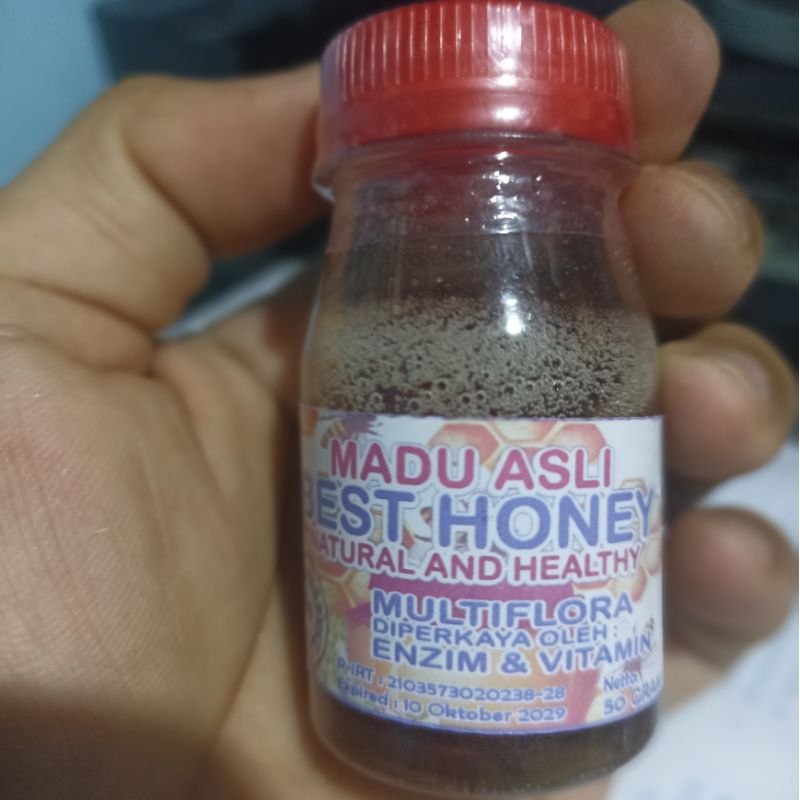 MADU ASLI
BEST HONEY
NATURAL AND HEALTHY
MULTIFLORA
DIPERKAYA OLEH :
ENZIM & VITAMIN
P-IRT : 2103573020238-28
Expired : 10 Oktober 2029
Netto:
50 GRAM